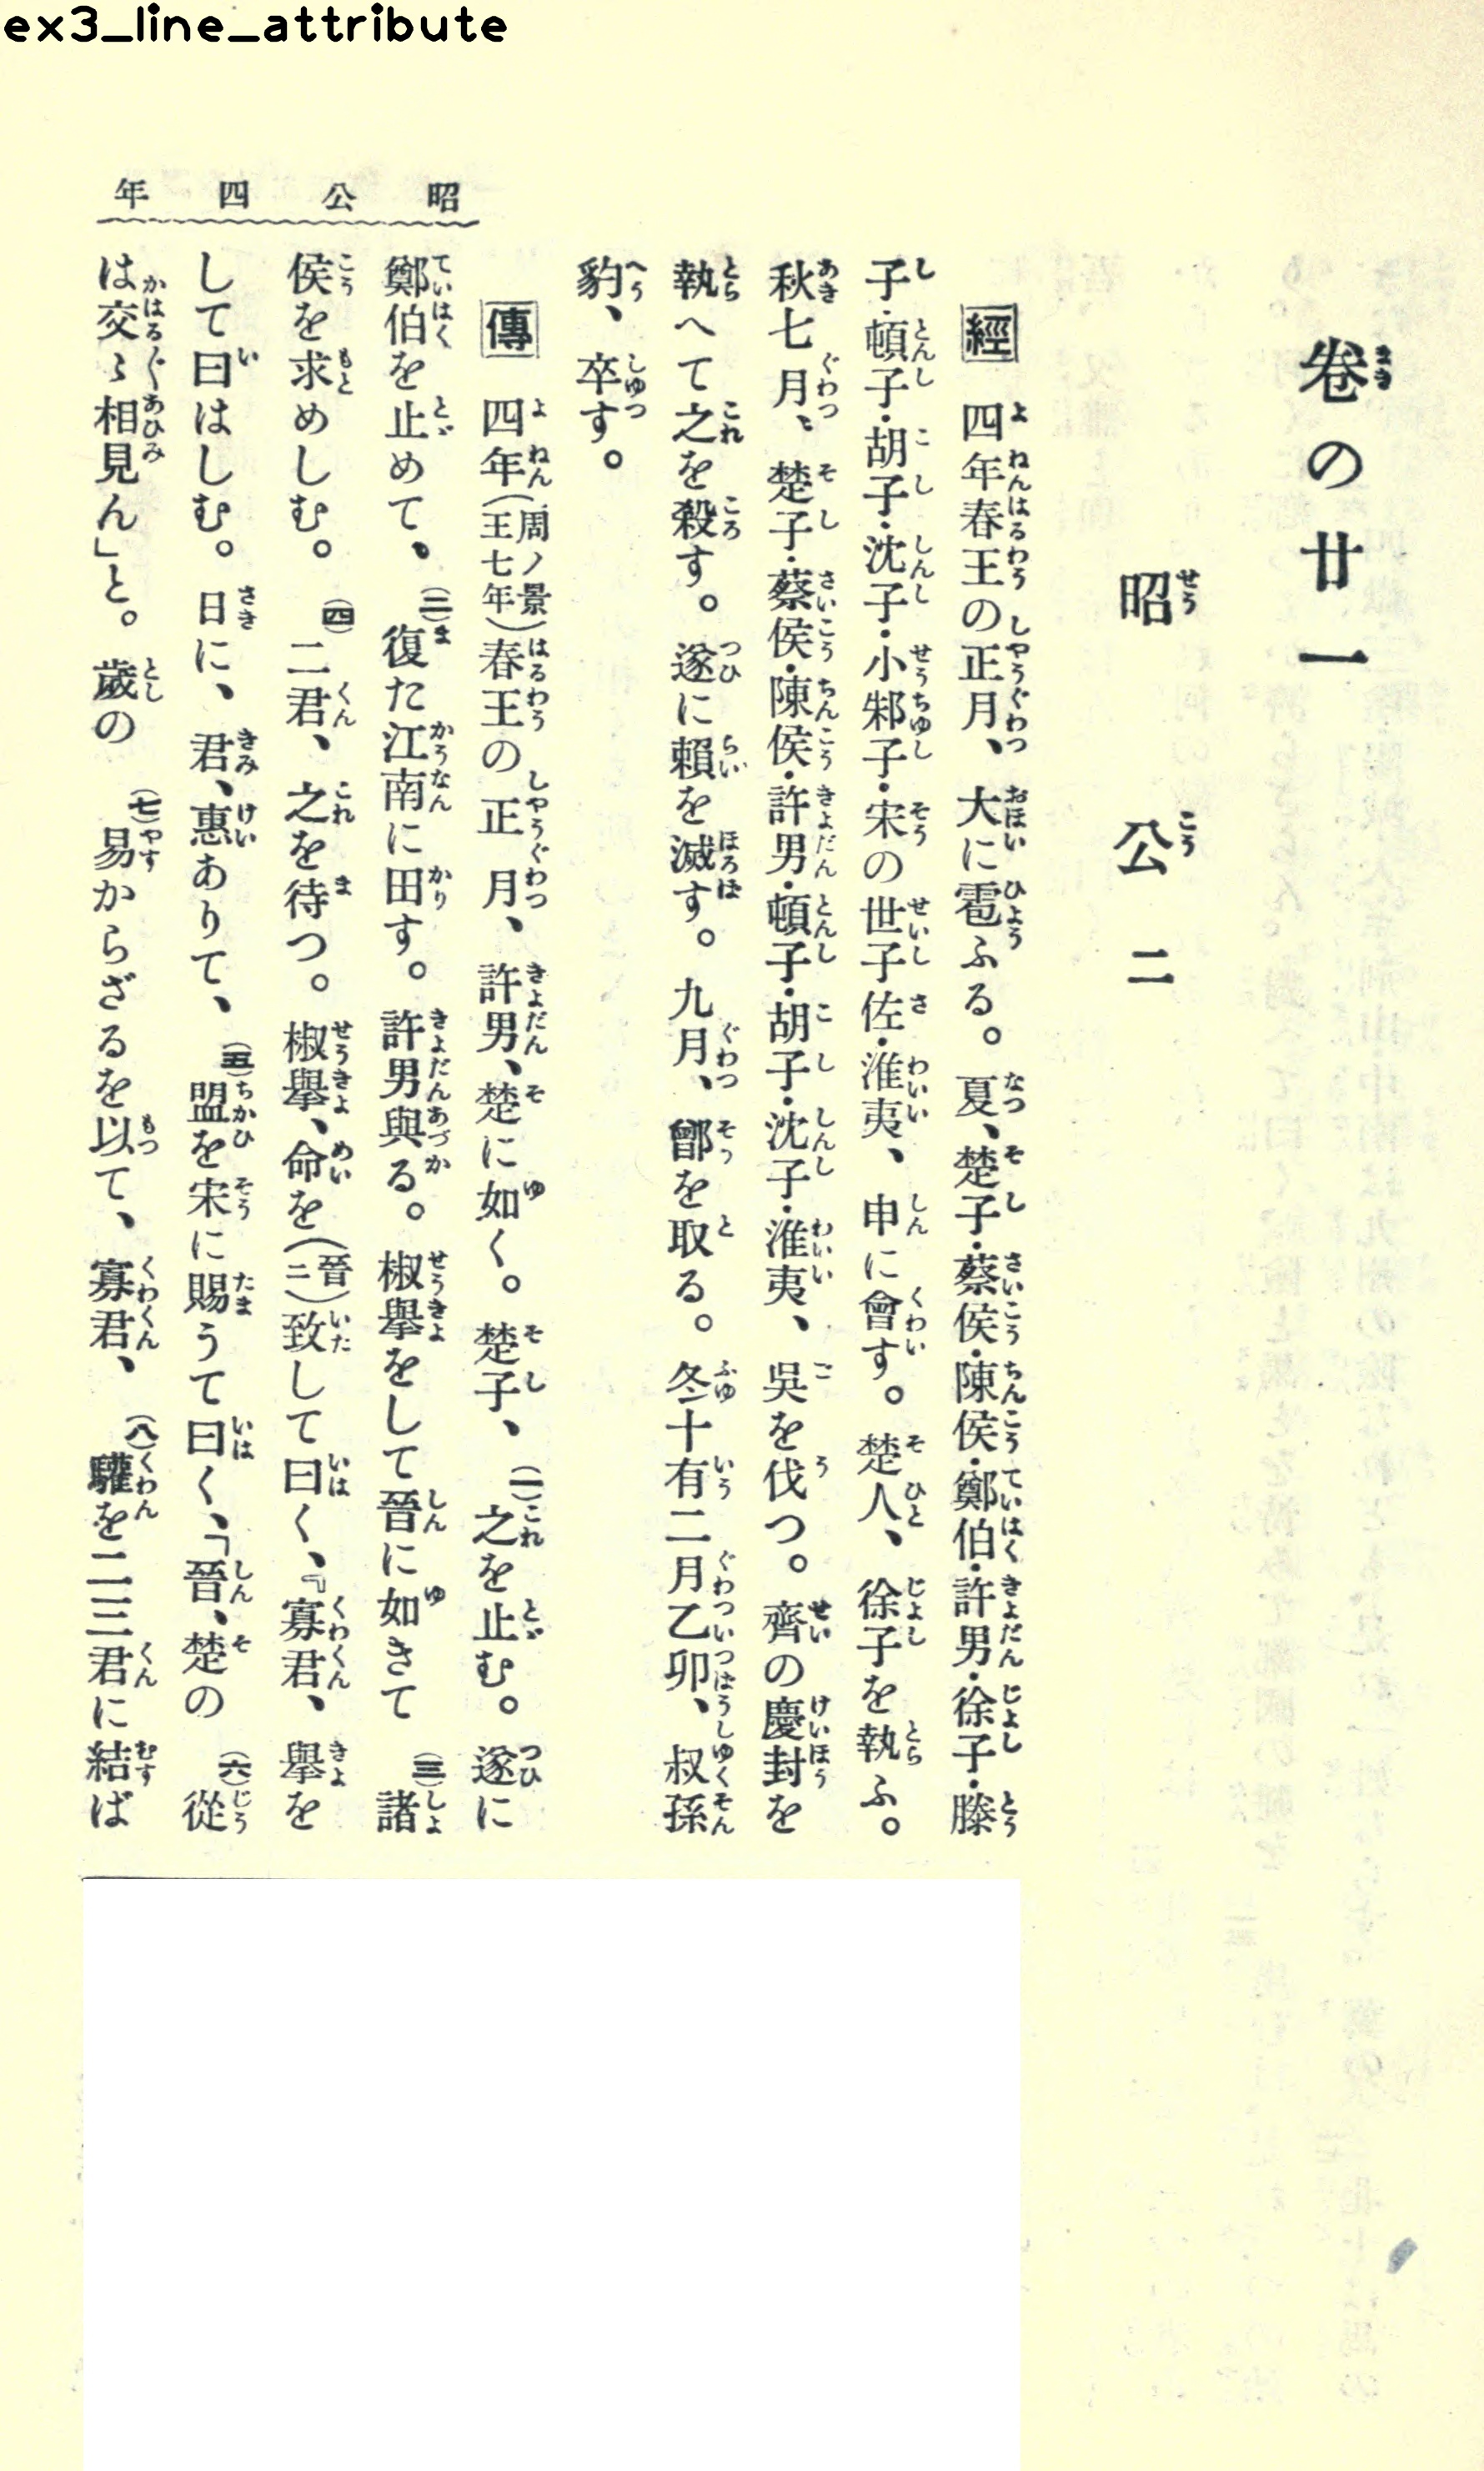 ex3_line_attribute
昭公四年
卷の廿一
昭公二
經　四年春王の正月、大に雹ふる。夏、楚子・蔡侯・陳侯・鄭伯・許男・徐子・滕
子・頓子・胡子・沈子・小邾子・宋の世子佐・淮夷、申に會す。楚人、徐子を執ふ。
秋七月、楚子・蔡侯・陳侯・許男・頓子・胡子・沈子・淮夷、吳を伐つ。齊の慶封を
執へて之を殺す。遂に賴を滅す。九月、鄫を取る。冬十有二月乙卯、叔孫
豹、卒す。
傳　四年（周ノ景王七年）春王の正月、許男、楚に如く。楚子、（一）之を止む。遂に
鄭伯を止めて、（二）復た江南に田す。許男與る。椒擧をして晉に如きて（三）諸
侯を求めしむ。（四）二君、之を待つ。椒擧、命を（晉ニ）致して曰く、『寡君、擧を
して曰はしむ。日に、君、惠ありて、（五）盟を宋に賜うて曰く、「晉、楚の（六）從
は交〻相見ん」と。歲の（七）易からざるを以て、寡君、（八）驩を二三君に結ば